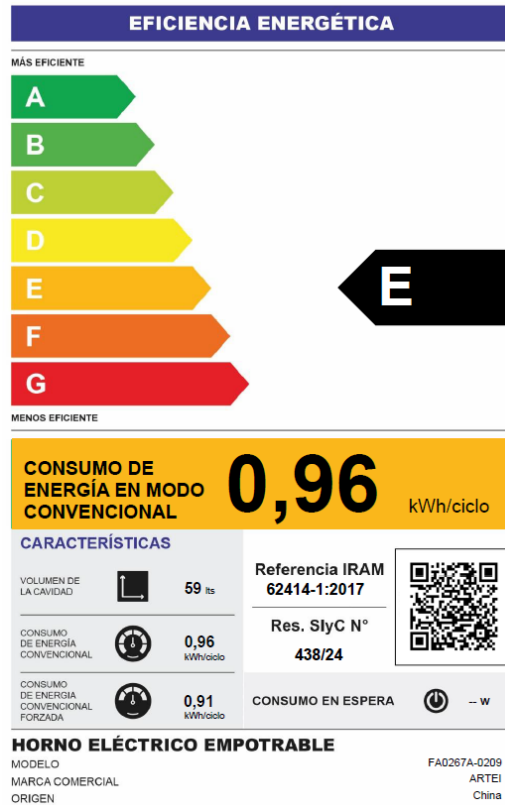 EFICIENCIA ENERGÉTICA
MÁS EFICIENTE
A
B
C
D
E
F
G
E
MENOS EFICIENTE
CONSUMO DE
ENERGÍA EN MODO
CONVENCIONAL
0,96
kWh/ciclo
CARACTERÍSTICAS
VOLUMEN DE
LA CAVIDAD
59 lts
CONSUMO
DE ENERGÍA
CONVENCIONAL
0,96
kWh/ciclo
CONSUMO
DE ENERGIA
CONVENCIONAL
FORZADA
0,91
kWh/ciclo
Referencia IRAM
62414-1:2017
Res. SIyC N°
438/24
CONSUMO EN ESPERA
-- W
HORNO ELÉCTRICO EMPOTRABLE
MODELO FA0267A-0209
MARCA COMERCIAL ARTEI
ORIGEN China